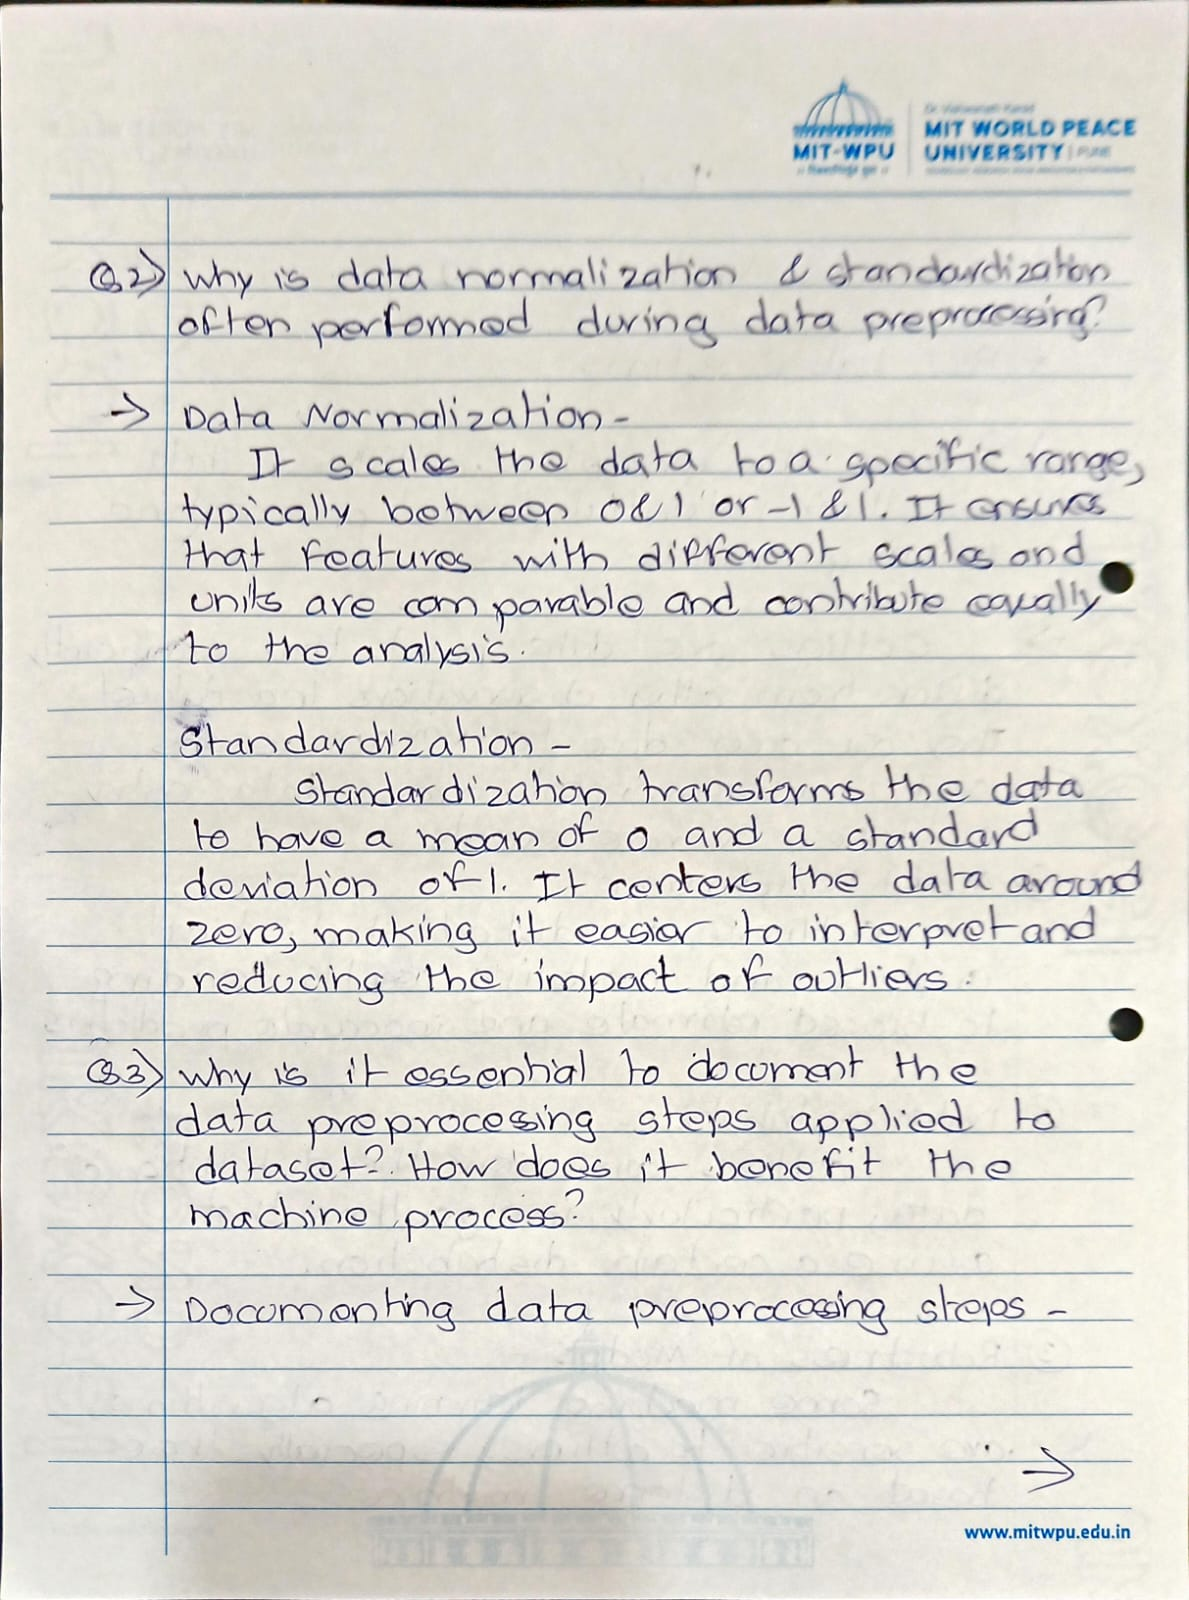 Dr. Vishwanath Karad
MIT WORLD PEACE
UNIVERSITY | PUNE
MIT-WPU
Q2) Why is data normalization & standardization
often performed during data preprocessing?
→ Data Normalization -
It scales the data to a specific range,
typically between 0 & 1 or -1 & 1. It ensures
that features with different scales and
units are comparable and contribute equally
to the analysis.
Standardization -
Standardization transforms the data
to have a mean of 0 and a standard
deviation of 1. It centers the data around
zero, making it easier to interpret and
reducing the impact of outliers.
Q3) Why is it essential to document the
data preprocessing steps applied to
dataset? How does it benefit the
machine process?
→ Documenting data preprocessing steps -
→
www.mitwpu.edu.in